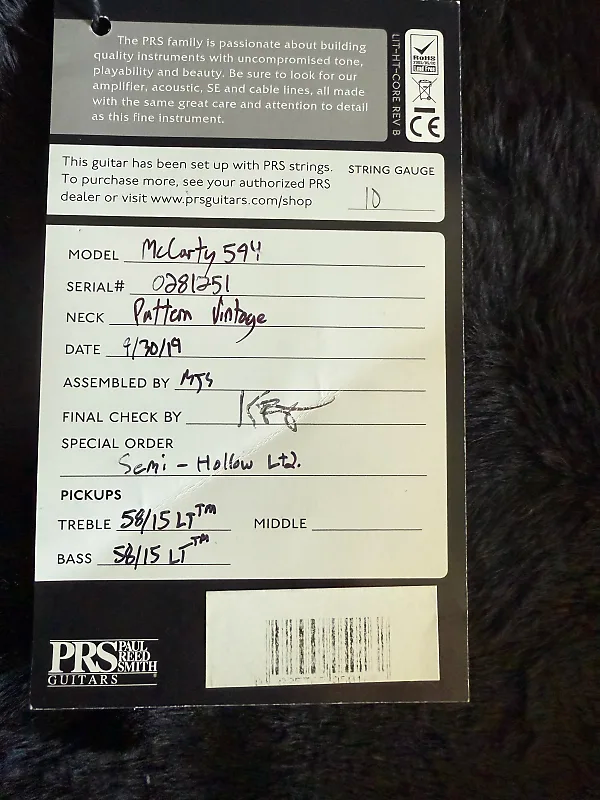 The PRS family is passionate about building
quality instruments with uncompromised tone,
playability and beauty. Be sure to look for our
amplifier, acoustic, SE and cable lines, all made
with the same great care and attention to detail
as this fine instrument.
LIT-HT-CORE REV B
RoHS
Lead Free
CE
This guitar has been set up with PRS strings.
To purchase more, see your authorized PRS
dealer or visit www.prsguitars.com/shop
STRING GAUGE
10
MODEL McCarty 594
SERIAL# 0281251
NECK Pattern Vintage
DATE 9/30/19
ASSEMBLED BY MJS
FINAL CHECK BY
SPECIAL ORDER
Semi - Hollow Ltd.
PICKUPS
TREBLE 58/15 LT™ MIDDLE
BASS 58/15 LT™
PRS PAUL REED SMITH
GUITARS